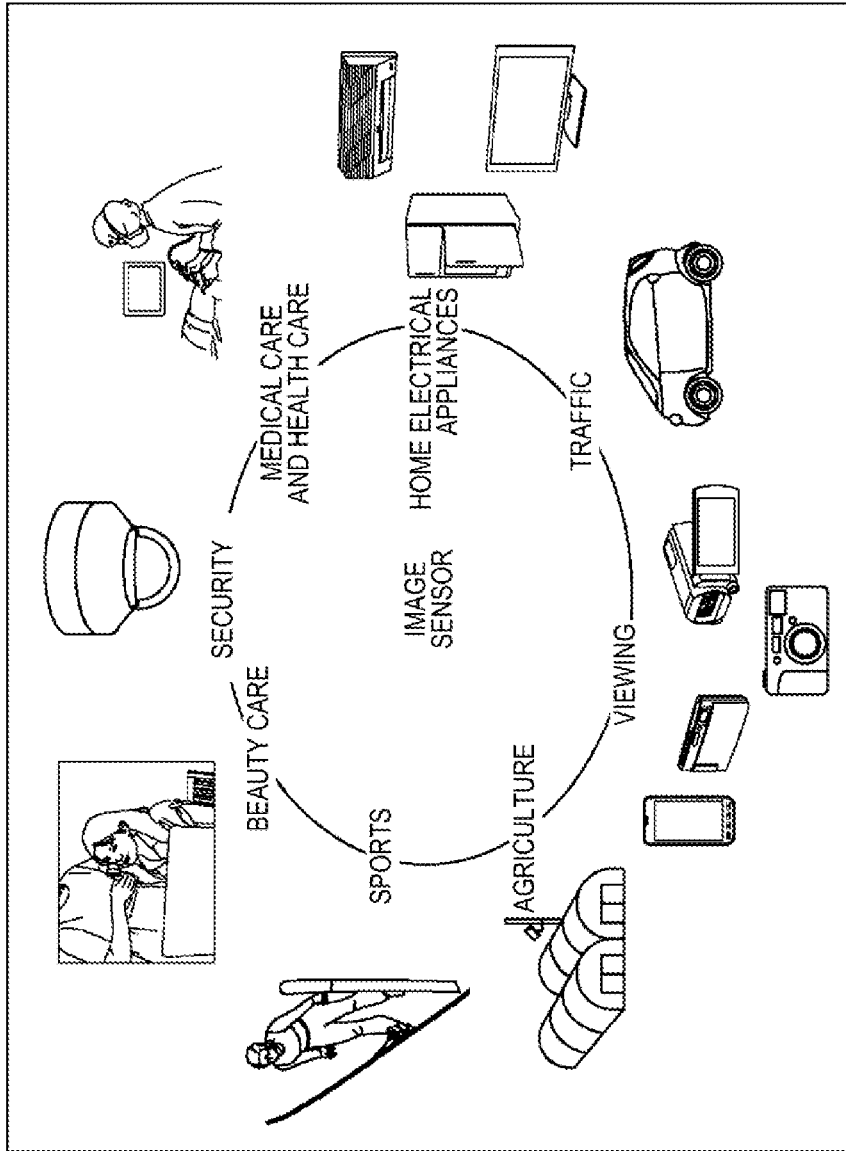 SECURITY
MEDICAL CARE
AND HEALTH CARE
HOME ELECTRICAL
APPLIANCES
TRAFFIC
VIEWING
AGRICULTURE
SPORTS
BEAUTY CARE
IMAGE
SENSOR